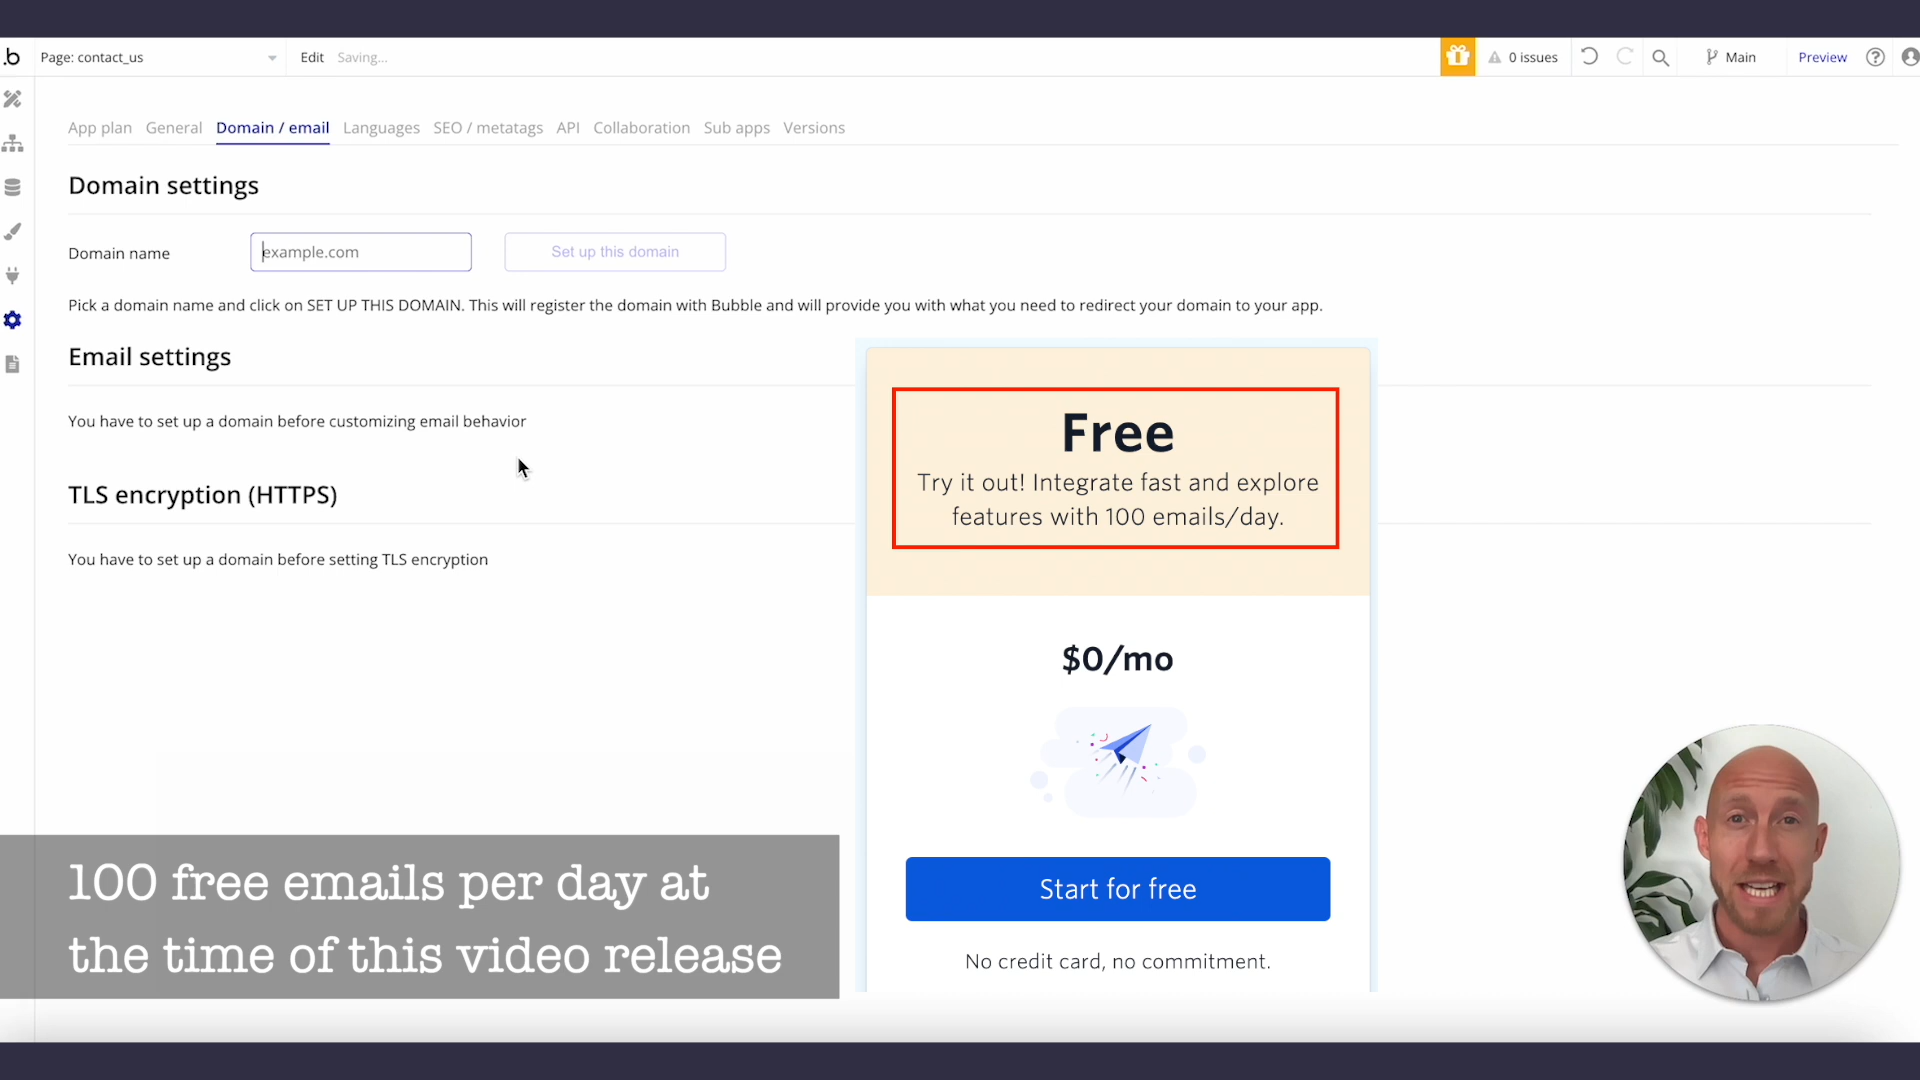 .b Page: contact_us Edit Saving... 0 issues Main Preview ?
App plan General Domain / email Languages SEO / metatags API Collaboration Sub apps Versions
Domain settings
Domain name example.com Set up this domain
Pick a domain name and click on SET UP THIS DOMAIN. This will register the domain with Bubble and will provide you with what you need to redirect your domain to your app.
Email settings
You have to set up a domain before customizing email behavior
TLS encryption (HTTPS)
You have to set up a domain before setting TLS encryption
Free
Try it out! Integrate fast and explore
features with 100 emails/day.
$0/mo
Start for free
No credit card, no commitment.
100 free emails per day at
the time of this video release